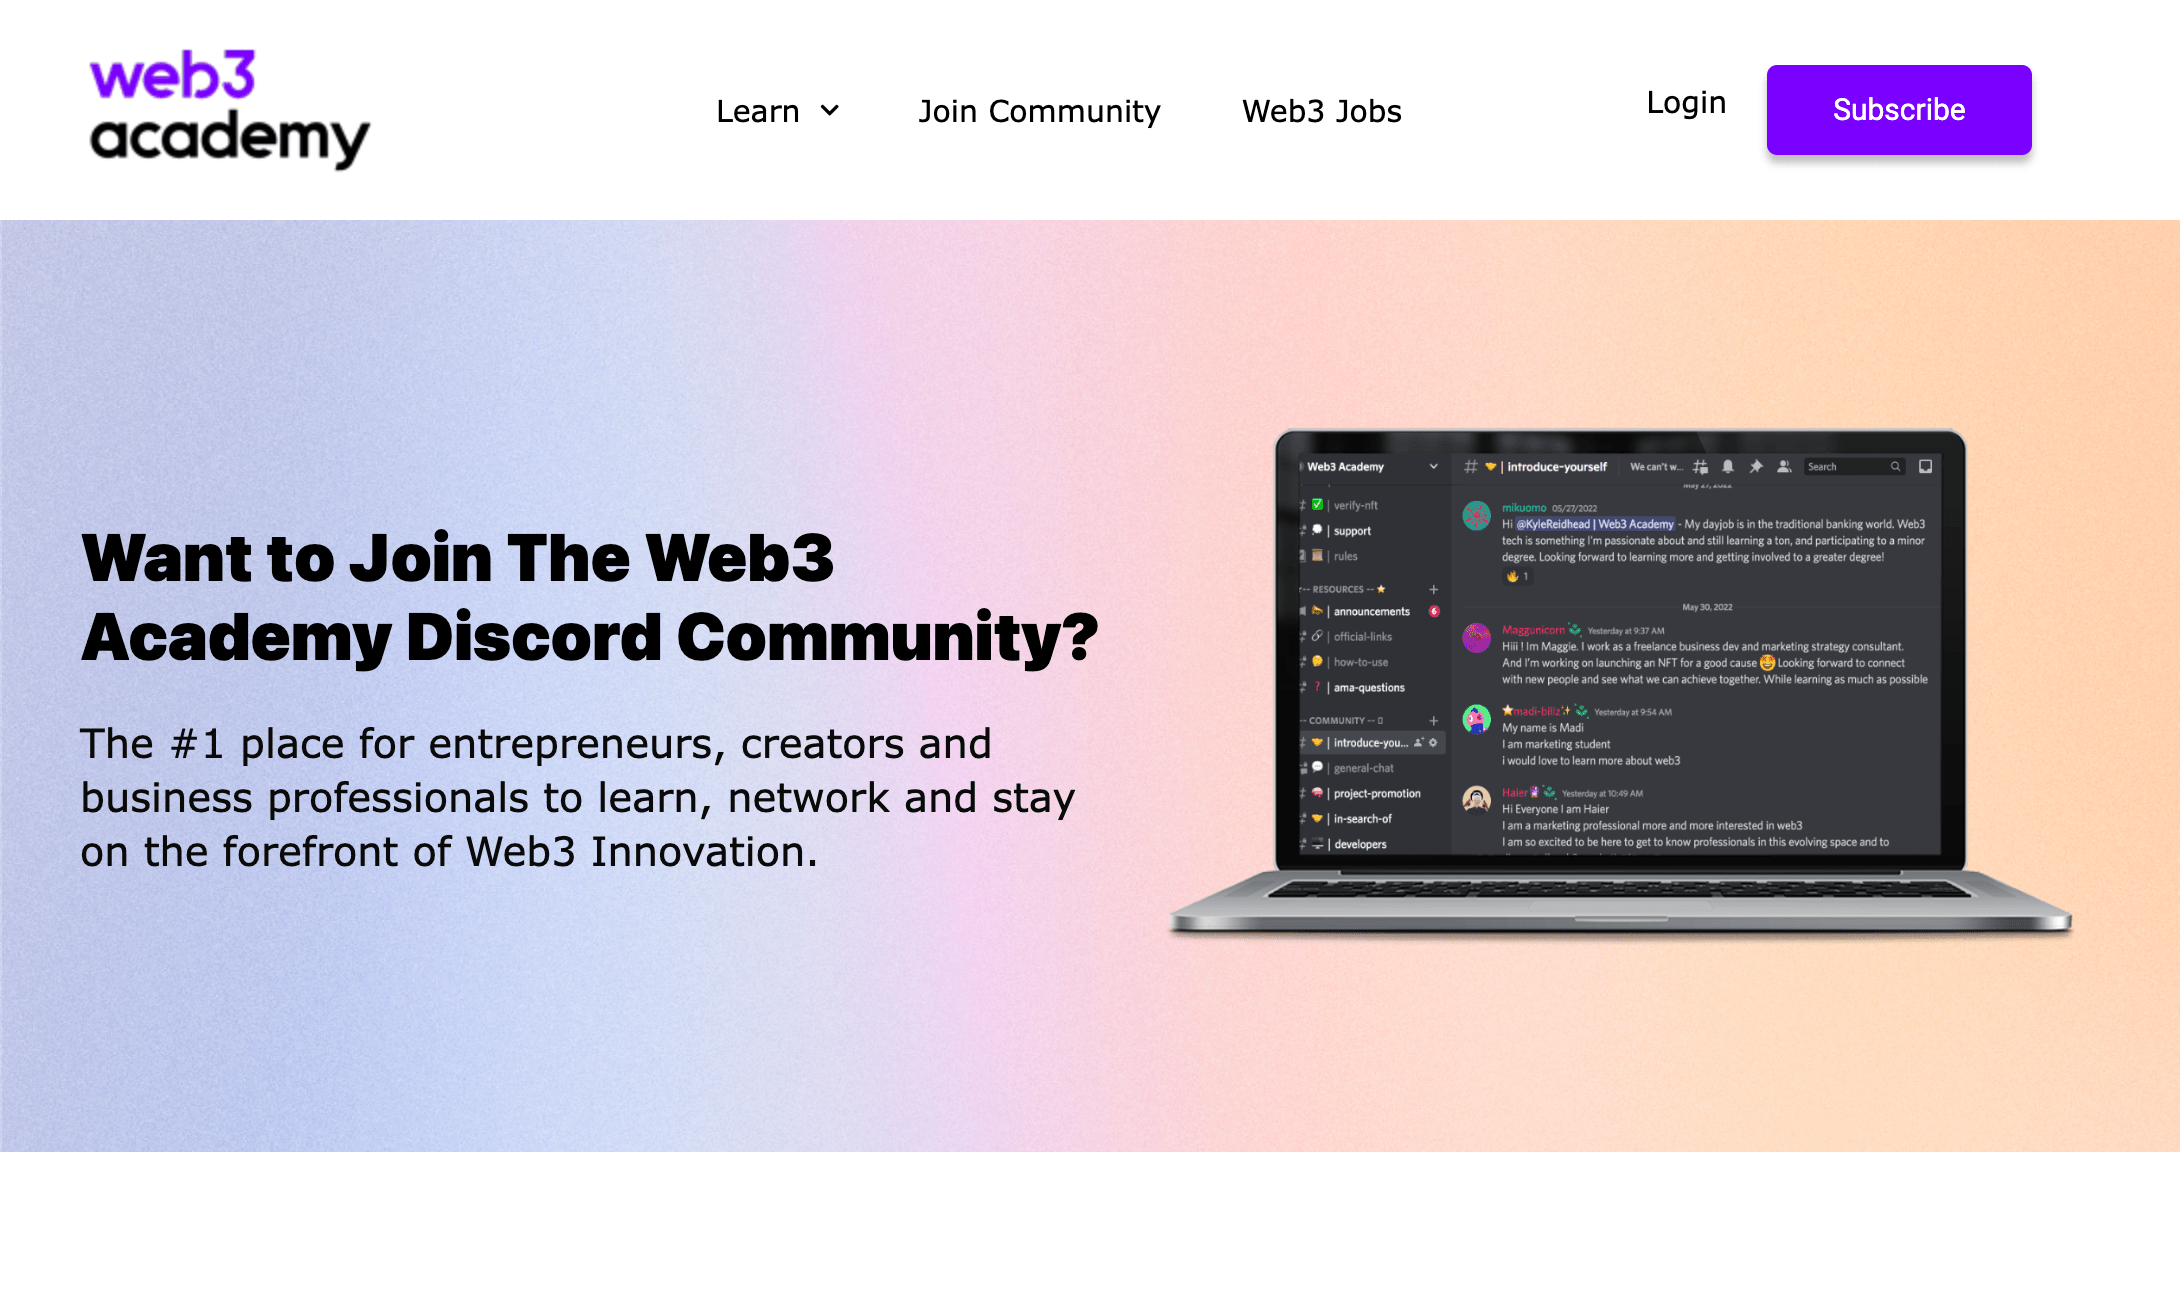 web3
academy
Learn
Join Community
Web3 Jobs
Login
Subscribe
Want to Join The Web3
Academy Discord Community?
The #1 place for entrepreneurs, creators and
business professionals to learn, network and stay
on the forefront of Web3 Innovation.
Web3 Academy
# | introduce-yourself
We can't w...
Search
# | verify-nft
| support
| rules
-- RESOURCES --
| announcements 6
| official-links
# | how-to-use
| ama-questions
-- COMMUNITY --
# | introduce-you...
| general-chat
# | project-promotion
# | in-search-of
# | developers
May 27, 2022
mikuomo 05/27/2022
Hi @KyleReidhead | Web3 Academy - My dayjob is in the traditional banking world. Web3
tech is something I'm passionate about and still learning a ton, and participating to a minor
degree. Looking forward to learning more and getting involved to a greater degree!
1
May 30, 2022
Maggunicorn Yesterday at 9:37 AM
Hiii ! Im Maggie. I work as a freelance business dev and marketing strategy consultant.
And I'm working on launching an NFT for a good cause Looking forward to connect
with new people and see what we can achieve together. While learning as much as possible
madi-billz Yesterday at 9:54 AM
My name is Madi
I am marketing student
i would love to learn more about web3
Haier Yesterday at 10:49 AM
Hi Everyone I am Haier
I am a marketing professional more and more interested in web3
I am so excited to be here to get to know professionals in this evolving space and to